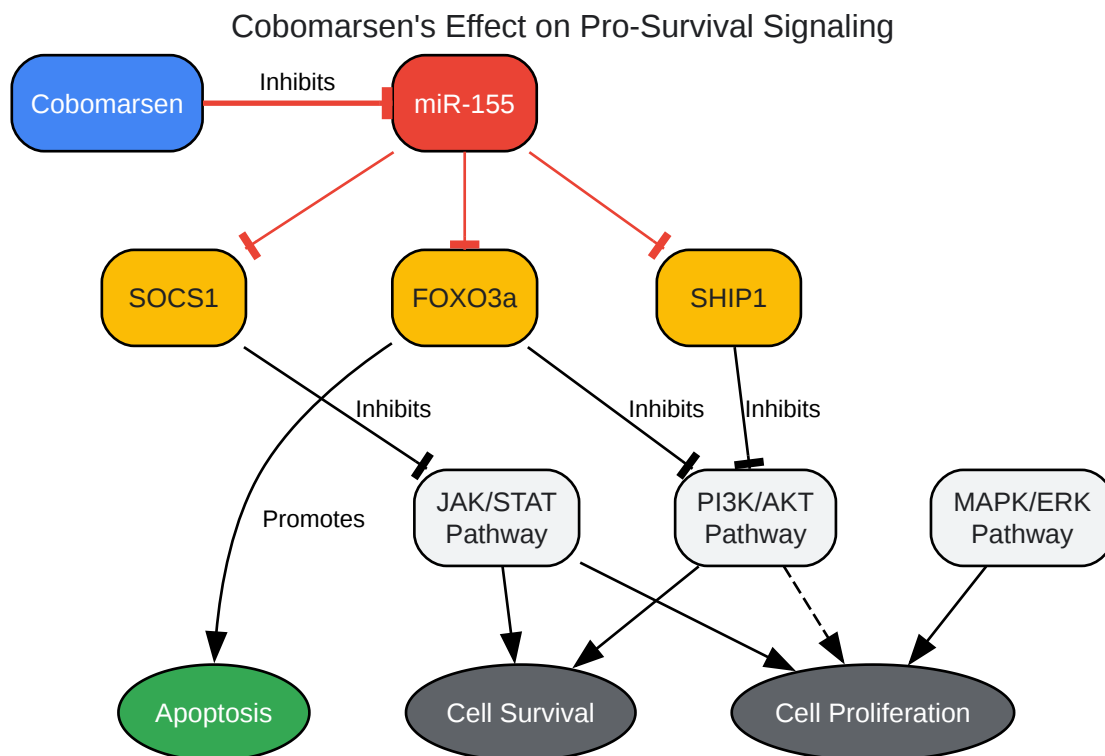 Cobomarsen's Effect on Pro-Survival Signaling
Cobomarsen
Inhibits
miR-155
SOCS1
FOXO3a
SHIP1
Inhibits
Inhibits
Inhibits
Promotes
JAK/STAT
Pathway
PI3K/AKT
Pathway
MAPK/ERK
Pathway
Apoptosis
Cell Survival
Cell Proliferation